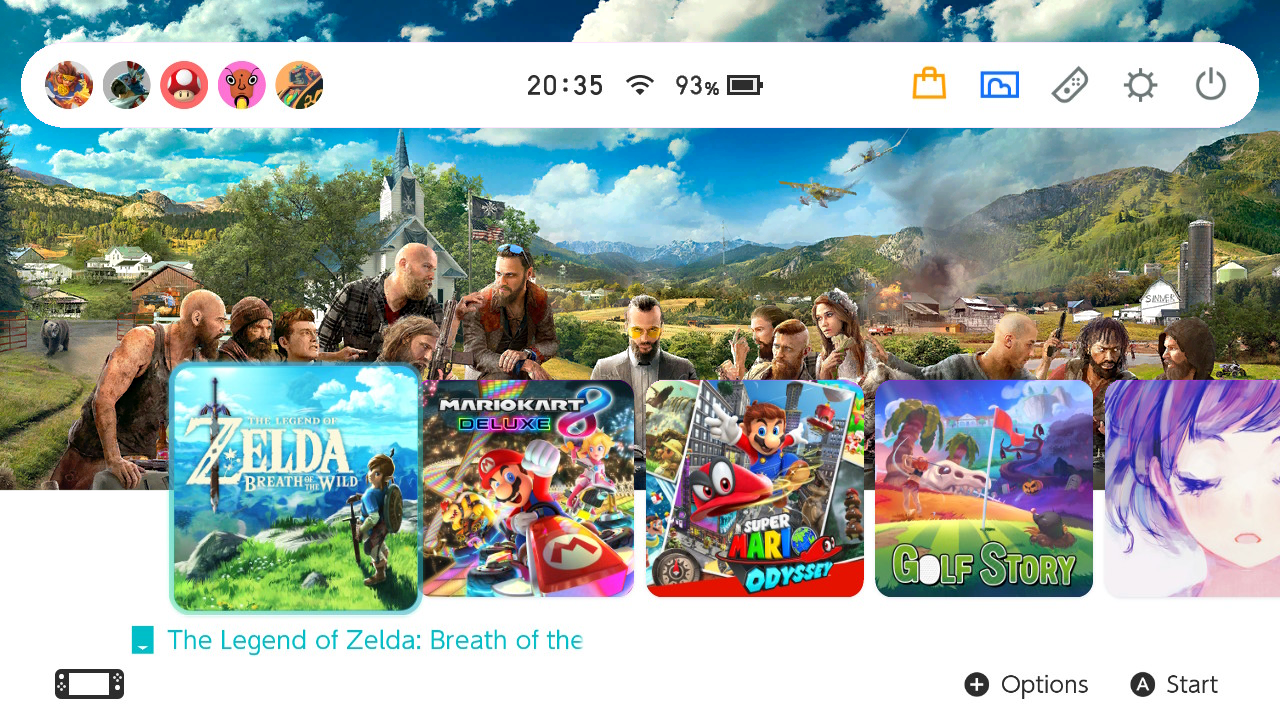 20:35
93%
SINNER
THE LEGEND OF
ZELDA
BREATH OF THE WILD
MARIOKART 8
DELUXE
SUPER
MARIO
ODYSSEY
GOLF STORY
The Legend of Zelda: Breath of the
+ Options
A Start